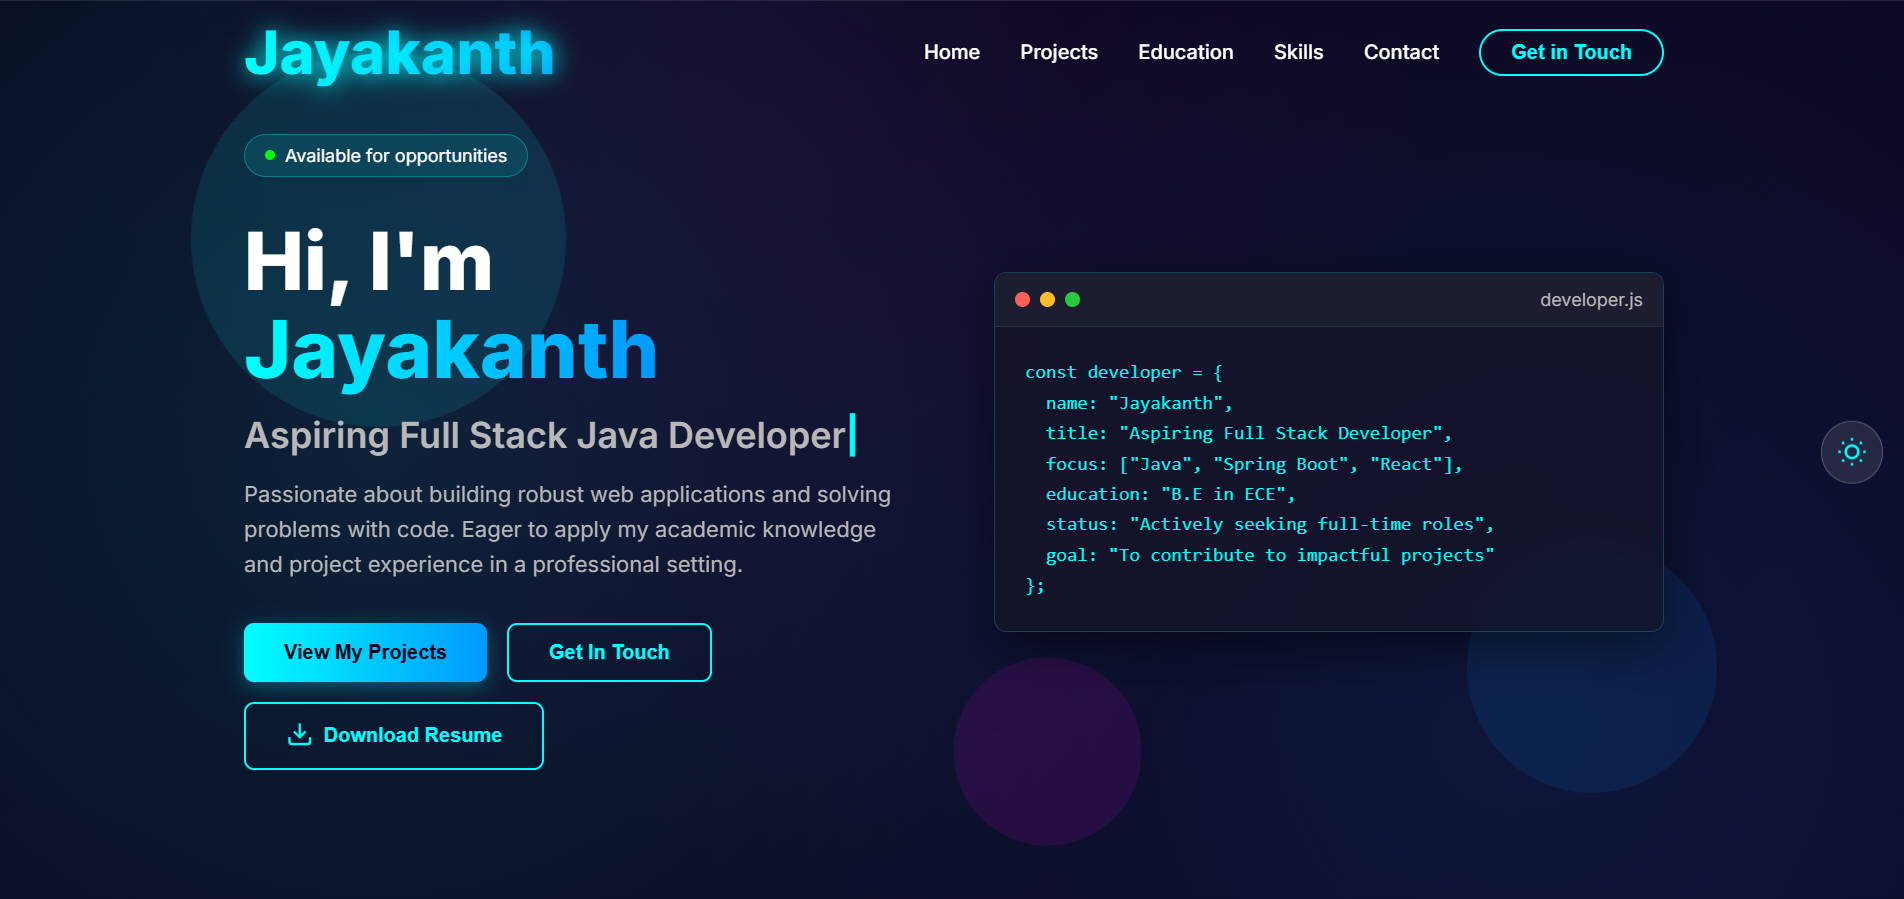 Jayakanth
Home
Projects
Education
Skills
Contact
Get in Touch
Available for opportunities
Hi, I'm
Jayakanth
Aspiring Full Stack Java Developer
Passionate about building robust web applications and solving
problems with code. Eager to apply my academic knowledge
and project experience in a professional setting.
View My Projects
Get In Touch
Download Resume
developer.js
const developer = {
  name: "Jayakanth",
  title: "Aspiring Full Stack Developer",
  focus: ["Java", "Spring Boot", "React"],
  education: "B.E in ECE",
  status: "Actively seeking full-time roles",
  goal: "To contribute to impactful projects"
};